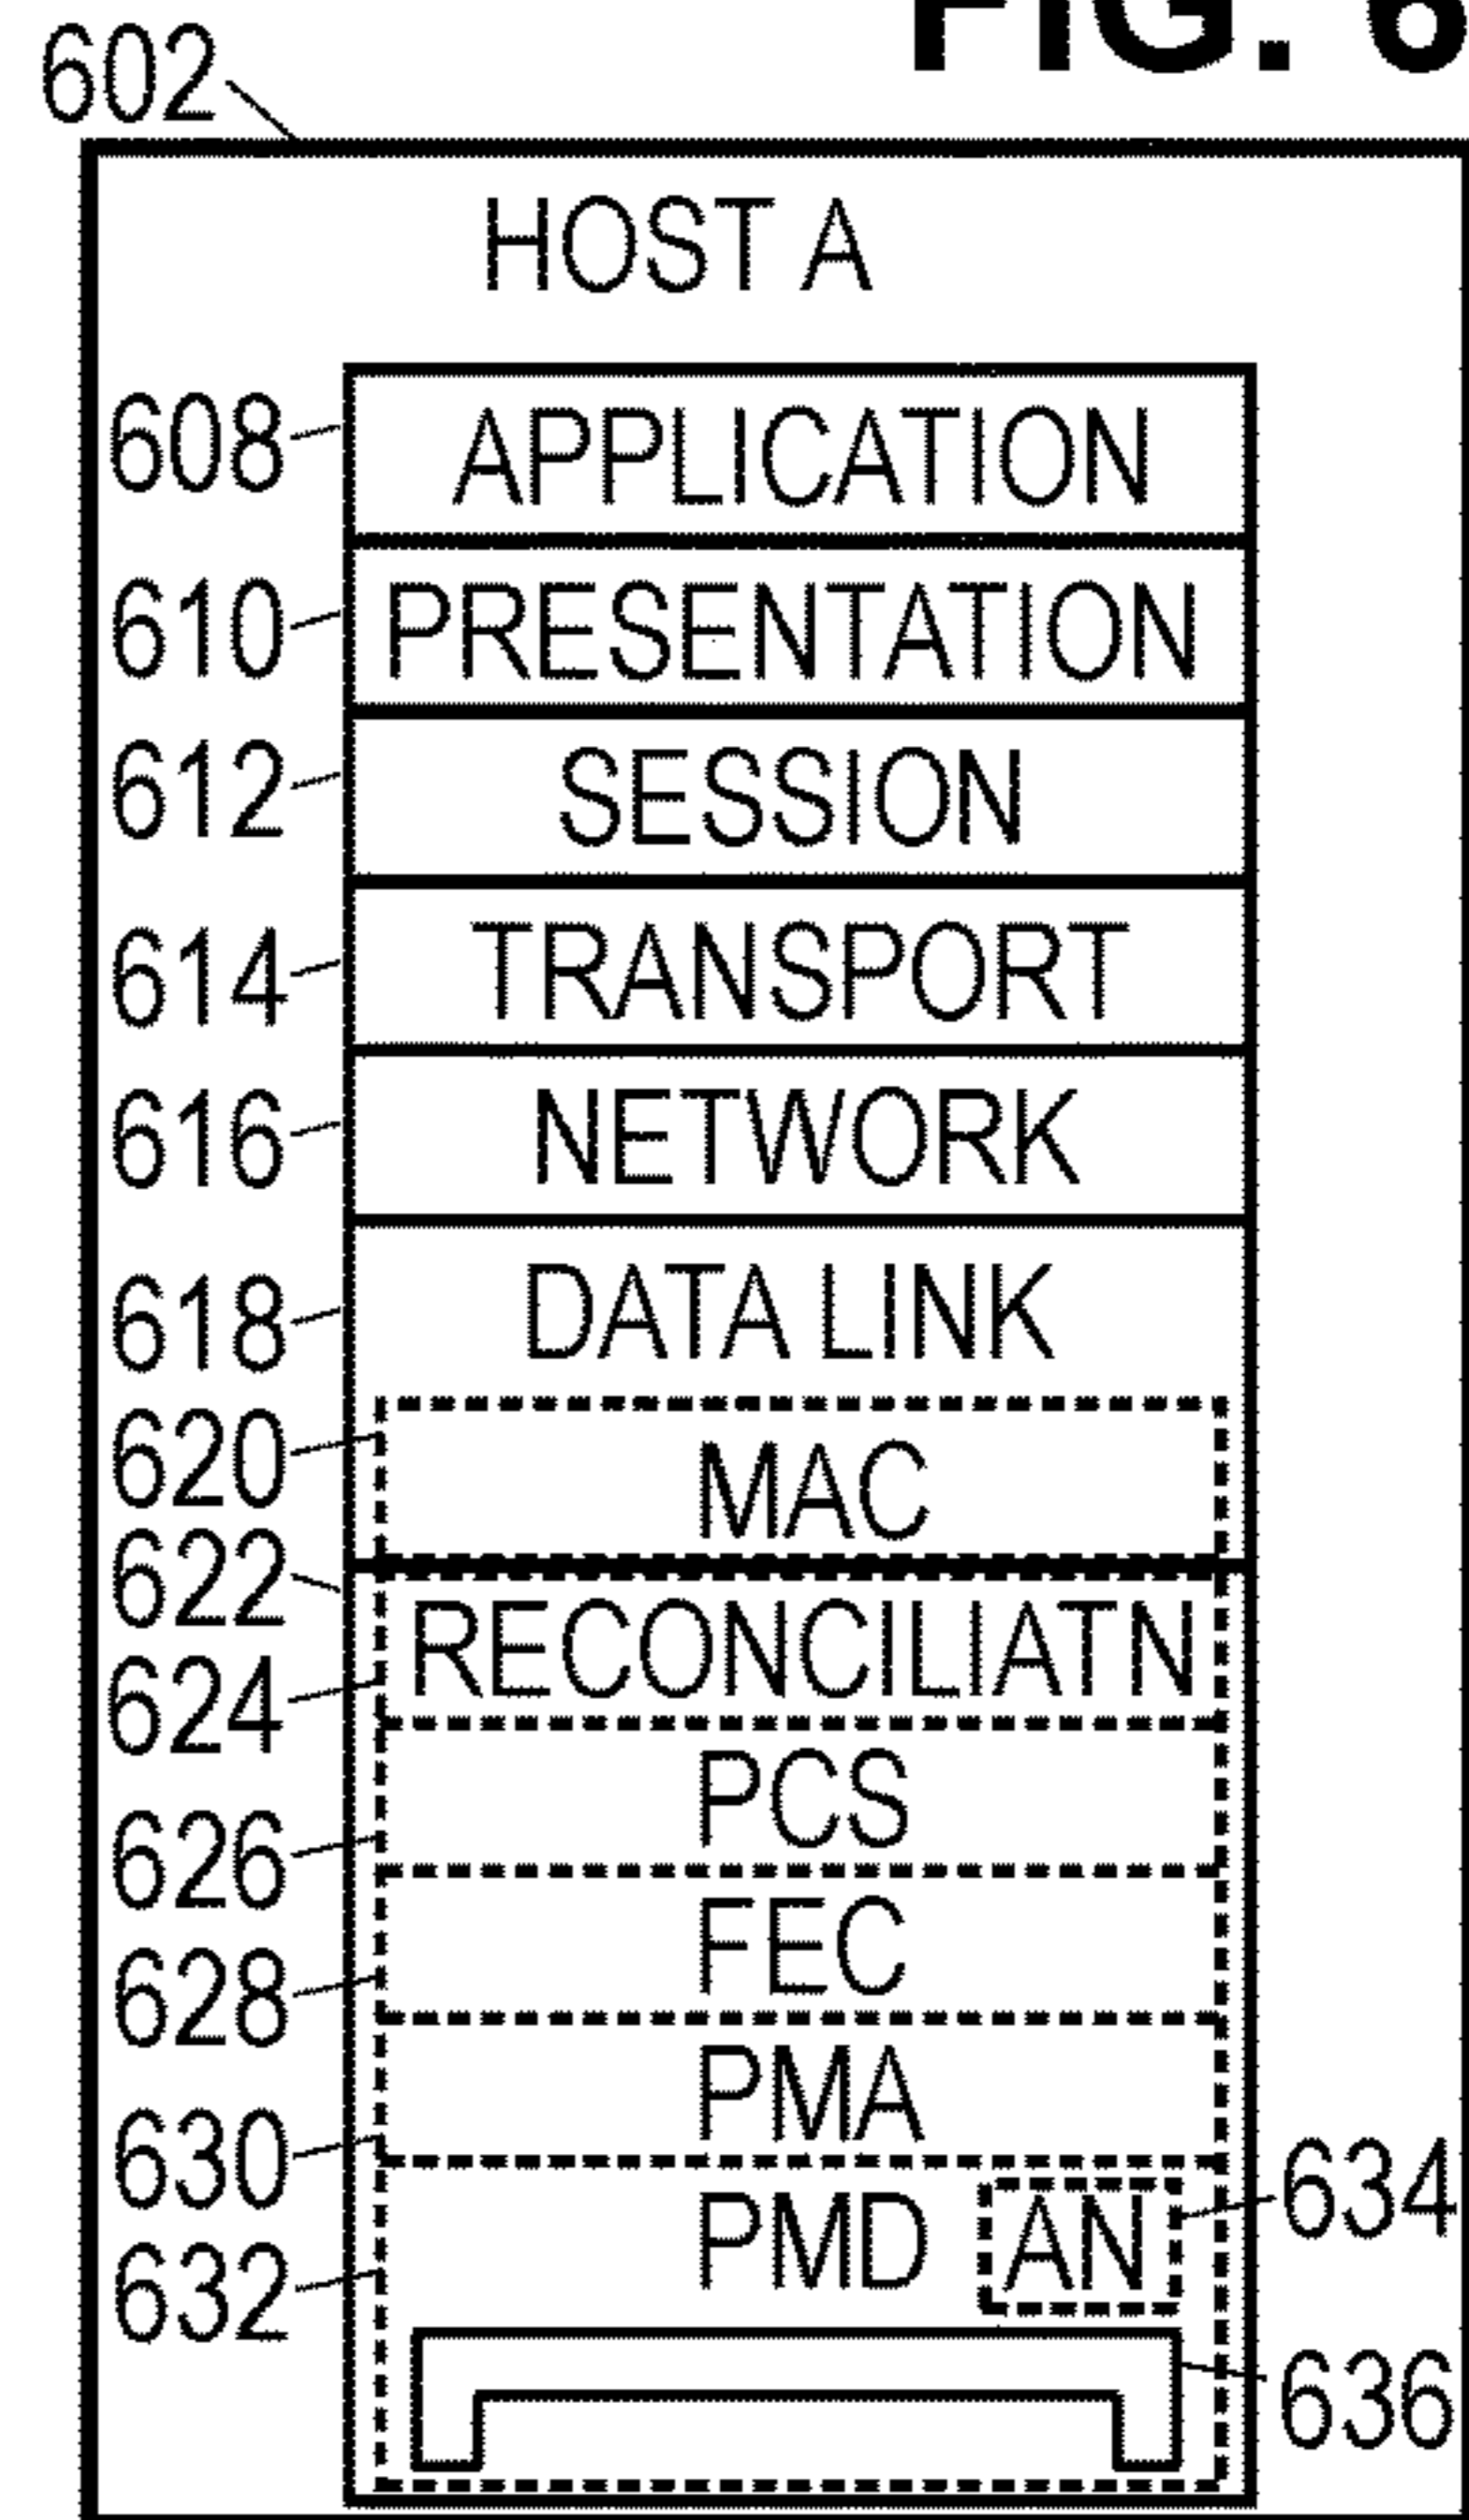 FIG. 6
602
HOST A
608 APPLICATION
610 PRESENTATION
612 SESSION
614 TRANSPORT
616 NETWORK
618 DATA LINK
620 MAC
622
624 RECONCILIATN
626 PCS
628 FEC
630 PMA
632 PMD AN 634
636